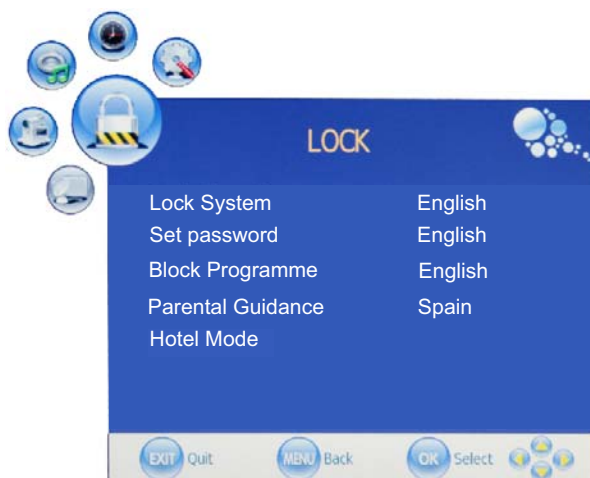 LOCK
Lock System English
Set password English
Block Programme English
Parental Guidance Spain
Hotel Mode
EXIT Quit MENU Back OK Select